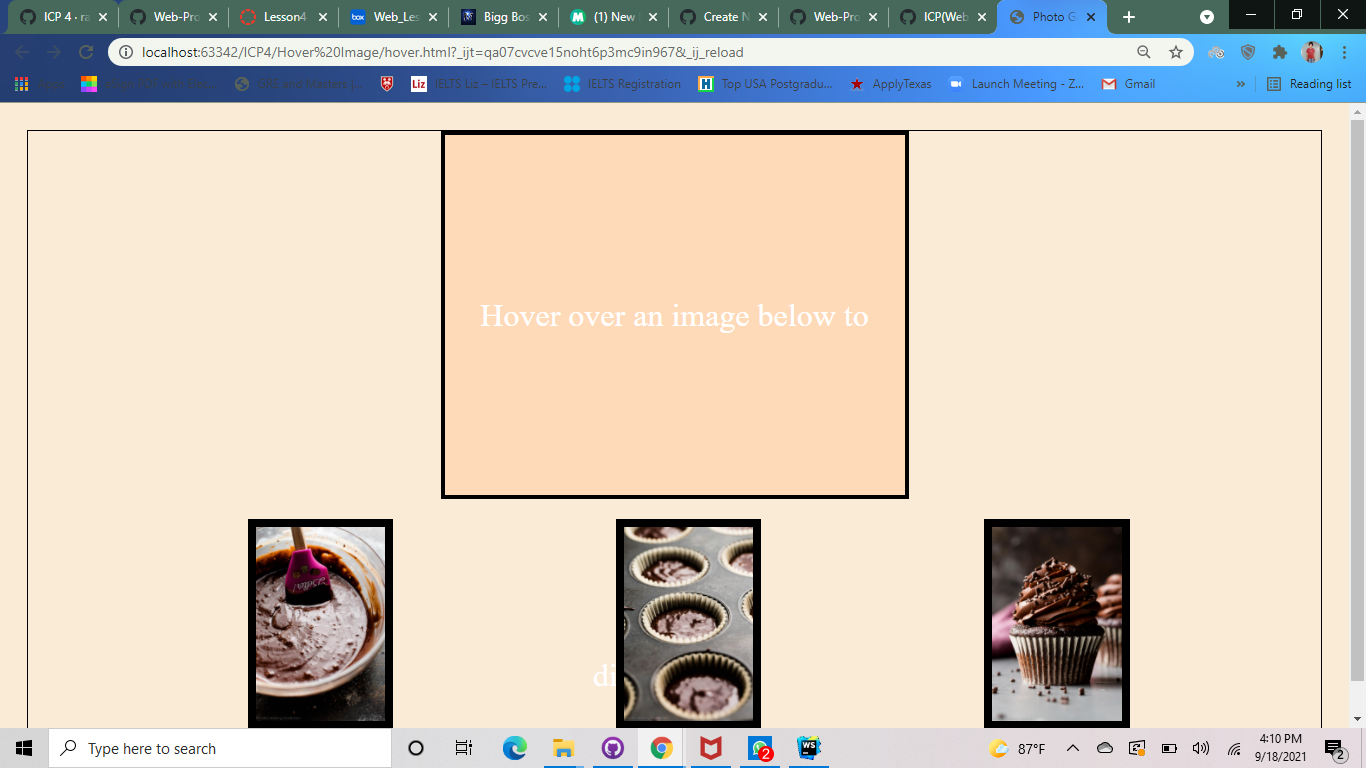 ICP 4 · ra
Web-Pro
Lesson4
box
Web_Les
Bigg Bos
(1) New
Create N
Web-Pro
ICP(Web
Photo G
localhost:63342/ICP4/Hover%20Image/hover.html?_ijt=qa07cvcve15noht6p3mc9in967&_ij_reload
Liz
IELTS Liz – IELTS Pre...
IELTS Registration
H
Top USA Postgradu...
ApplyTexas
Launch Meeting - Z...
Gmail
»
Reading list
Hover over an image below to
di
Type here to search
WS
2
87°F
4:10 PM
9/18/2021
2